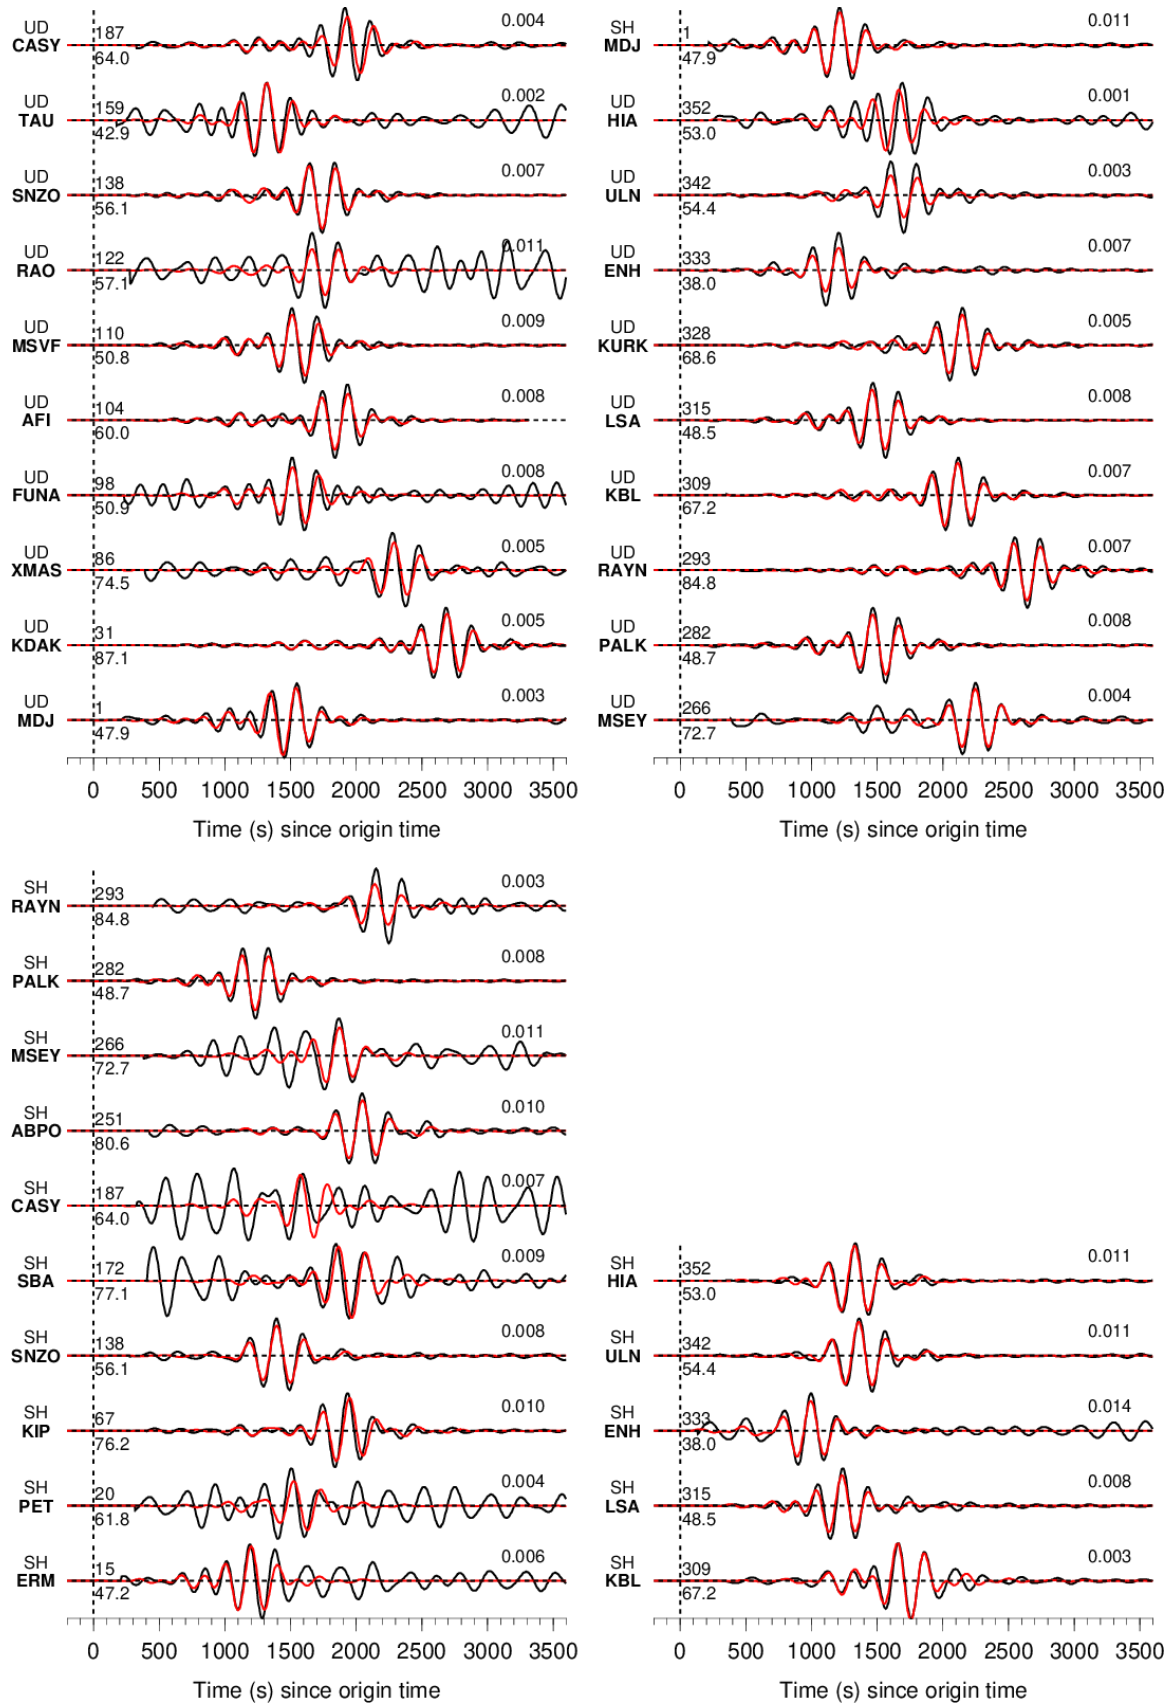 UD
CASY
187
64.0
0.004
UD
TAU
159
42.9
0.002
UD
SNZO
138
56.1
0.007
UD
RAO
122
57.1
0.011
UD
MSVF
110
50.8
0.009
UD
AFI
104
60.0
0.008
UD
FUNA
98
50.9
0.008
UD
XMAS
86
74.5
0.005
UD
KDAK
31
87.1
0.005
UD
MDJ
1
47.9
0.003
0 500 1000 1500 2000 2500 3000 3500
Time (s) since origin time
SH
MDJ
1
47.9
0.011
UD
HIA
352
53.0
0.001
UD
ULN
342
54.4
0.003
UD
ENH
333
38.0
0.007
UD
KURK
328
68.6
0.005
UD
LSA
315
48.5
0.008
UD
KBL
309
67.2
0.007
UD
RAYN
293
84.8
0.007
UD
PALK
282
48.7
0.008
UD
MSEY
266
72.7
0.004
0 500 1000 1500 2000 2500 3000 3500
Time (s) since origin time
SH
RAYN
293
84.8
0.003
SH
PALK
282
48.7
0.008
SH
MSEY
266
72.7
0.011
SH
ABPO
251
80.6
0.010
SH
CASY
187
64.0
0.007
SH
SBA
172
77.1
0.009
SH
SNZO
138
56.1
0.008
SH
KIP
67
76.2
0.010
SH
PET
20
61.8
0.004
SH
ERM
15
47.2
0.006
0 500 1000 1500 2000 2500 3000 3500
Time (s) since origin time
SH
HIA
352
53.0
0.011
SH
ULN
342
54.4
0.011
SH
ENH
333
38.0
0.014
SH
LSA
315
48.5
0.008
SH
KBL
309
67.2
0.003
0 500 1000 1500 2000 2500 3000 3500
Time (s) since origin time